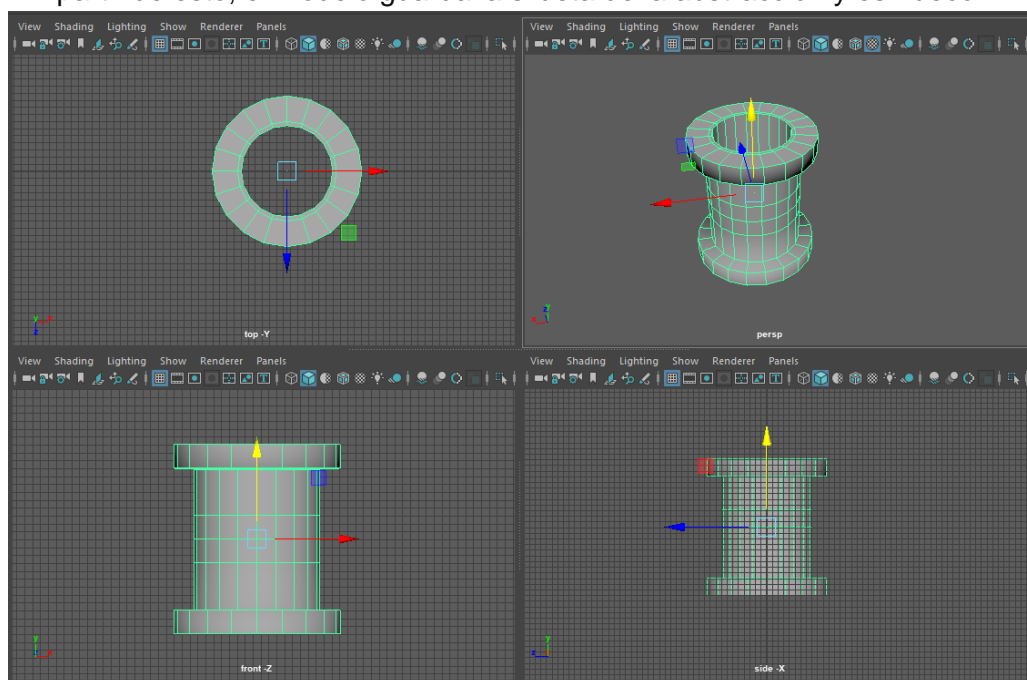 View Shading Lighting Show Renderer Panels
top -Y
View Shading Lighting Show Renderer Panels
persp
View Shading Lighting Show Renderer Panels
front -Z
View Shading Lighting Show Renderer Panels
side -X